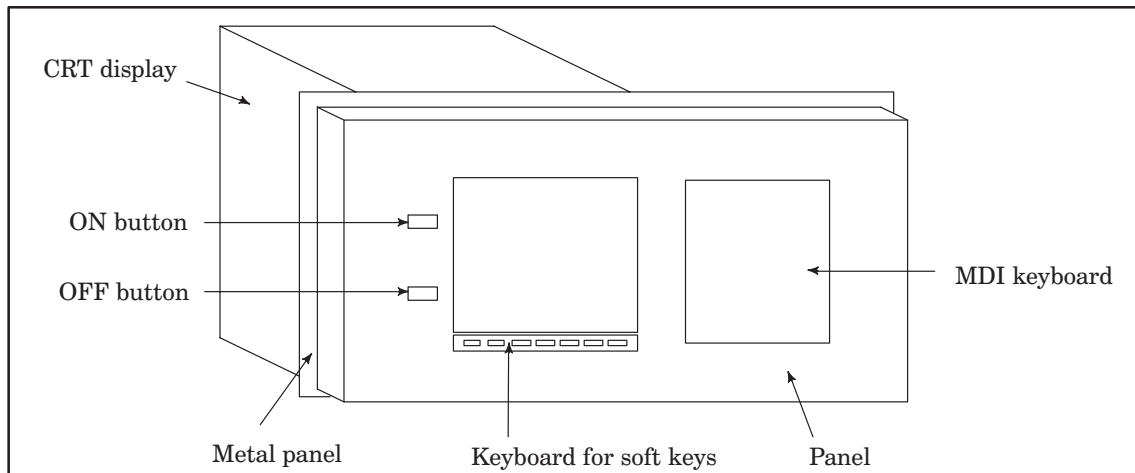 CRT display
ON button
OFF button
MDI keyboard
Metal panel
Keyboard for soft keys
Panel